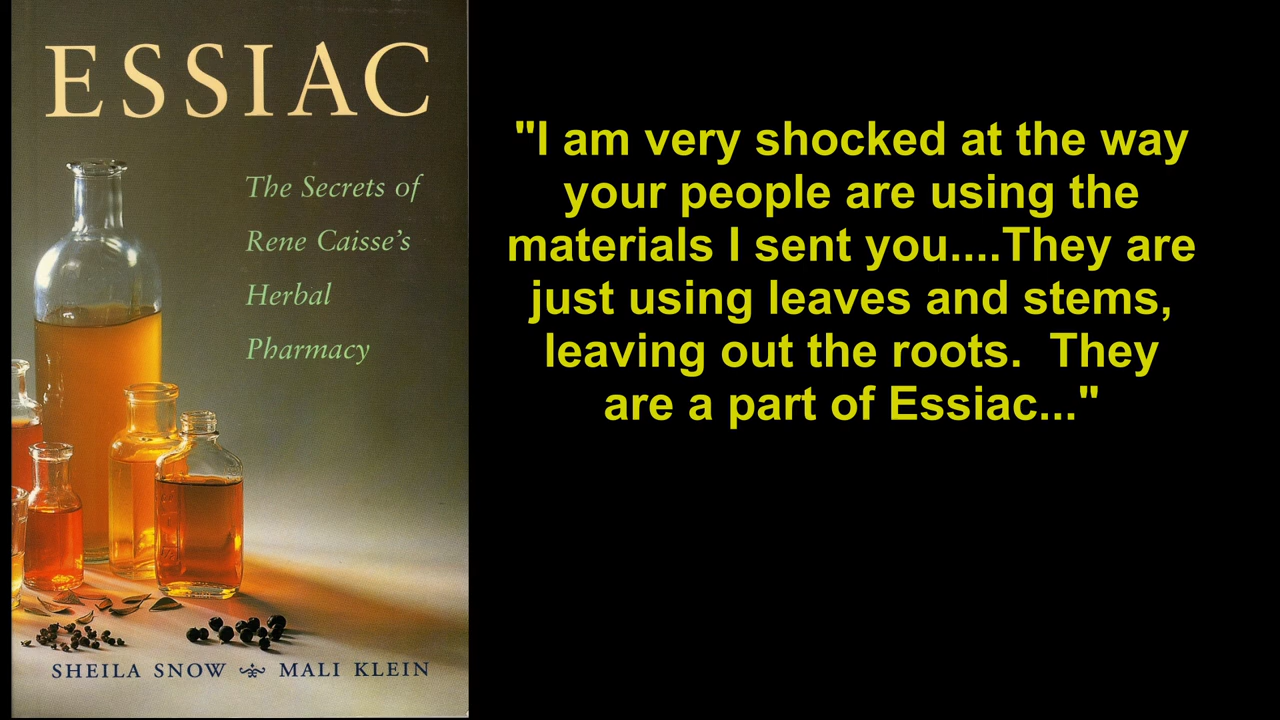 ESSIAC
The Secrets of
Rene Caisse's
Herbal
Pharmacy
SHEILA SNOW MALI KLEIN
"I am very shocked at the way
your people are using the
materials I sent you....They are
just using leaves and stems,
leaving out the roots.  They
are a part of Essiac..."